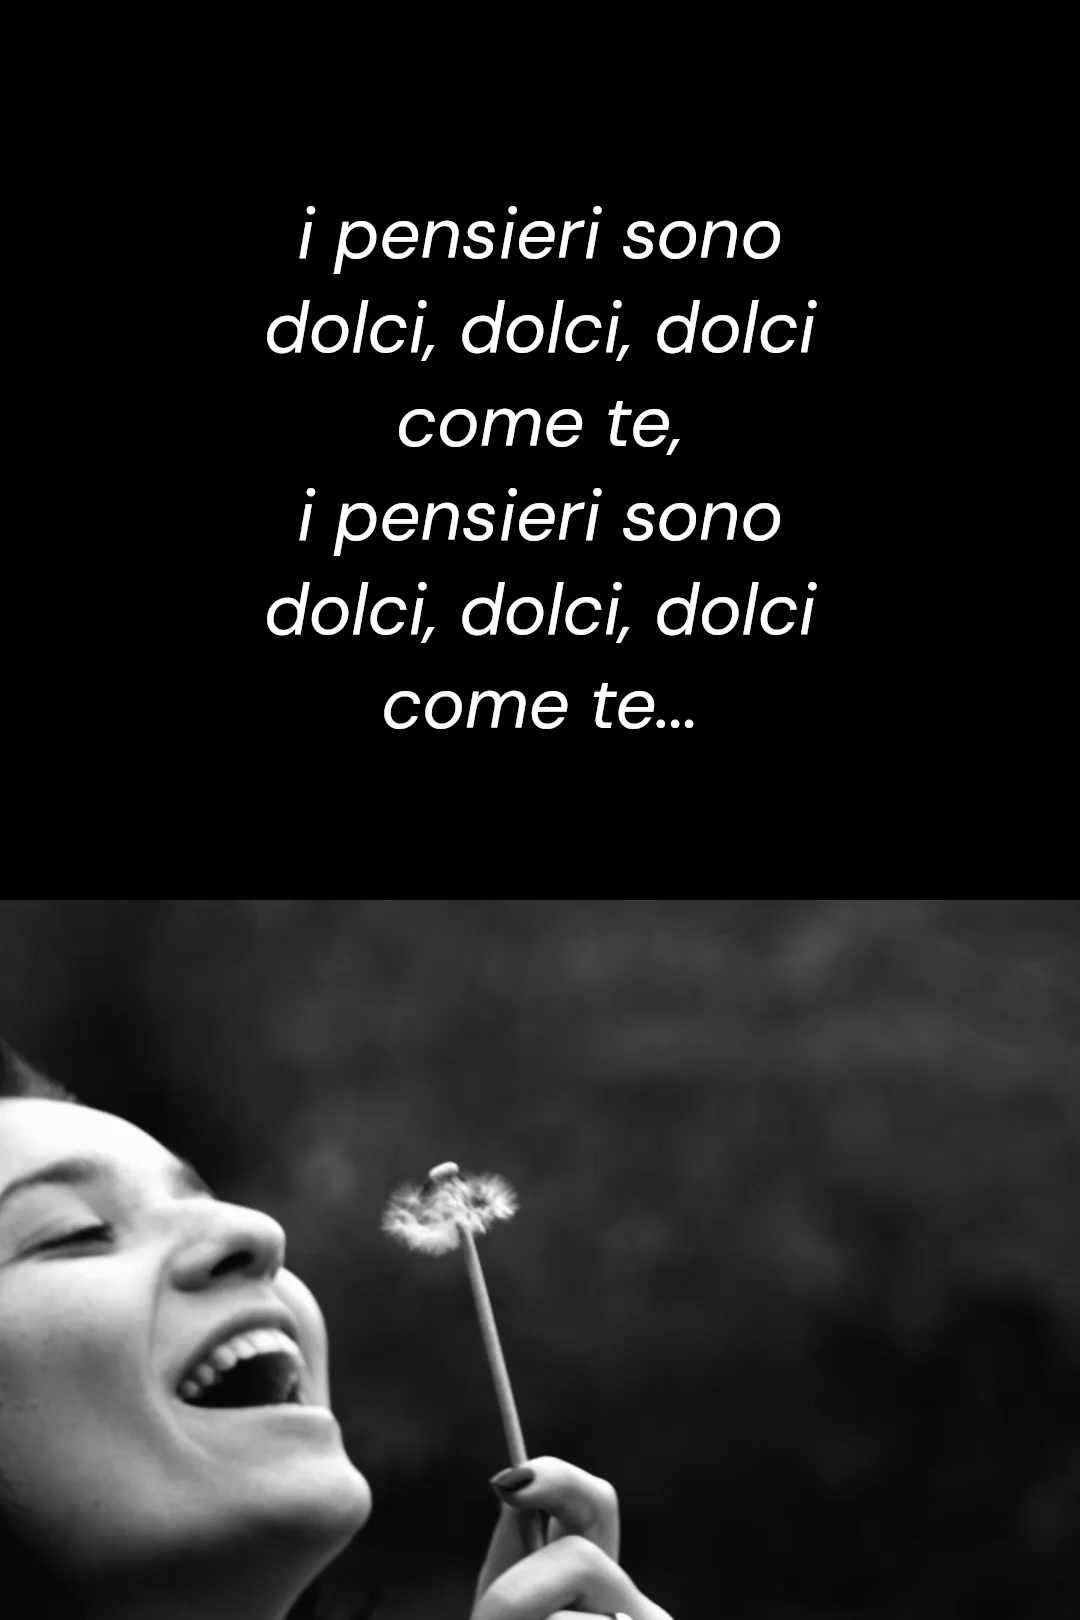 i pensieri sono
dolci, dolci, dolci
come te,
i pensieri sono
dolci, dolci, dolci
come te...